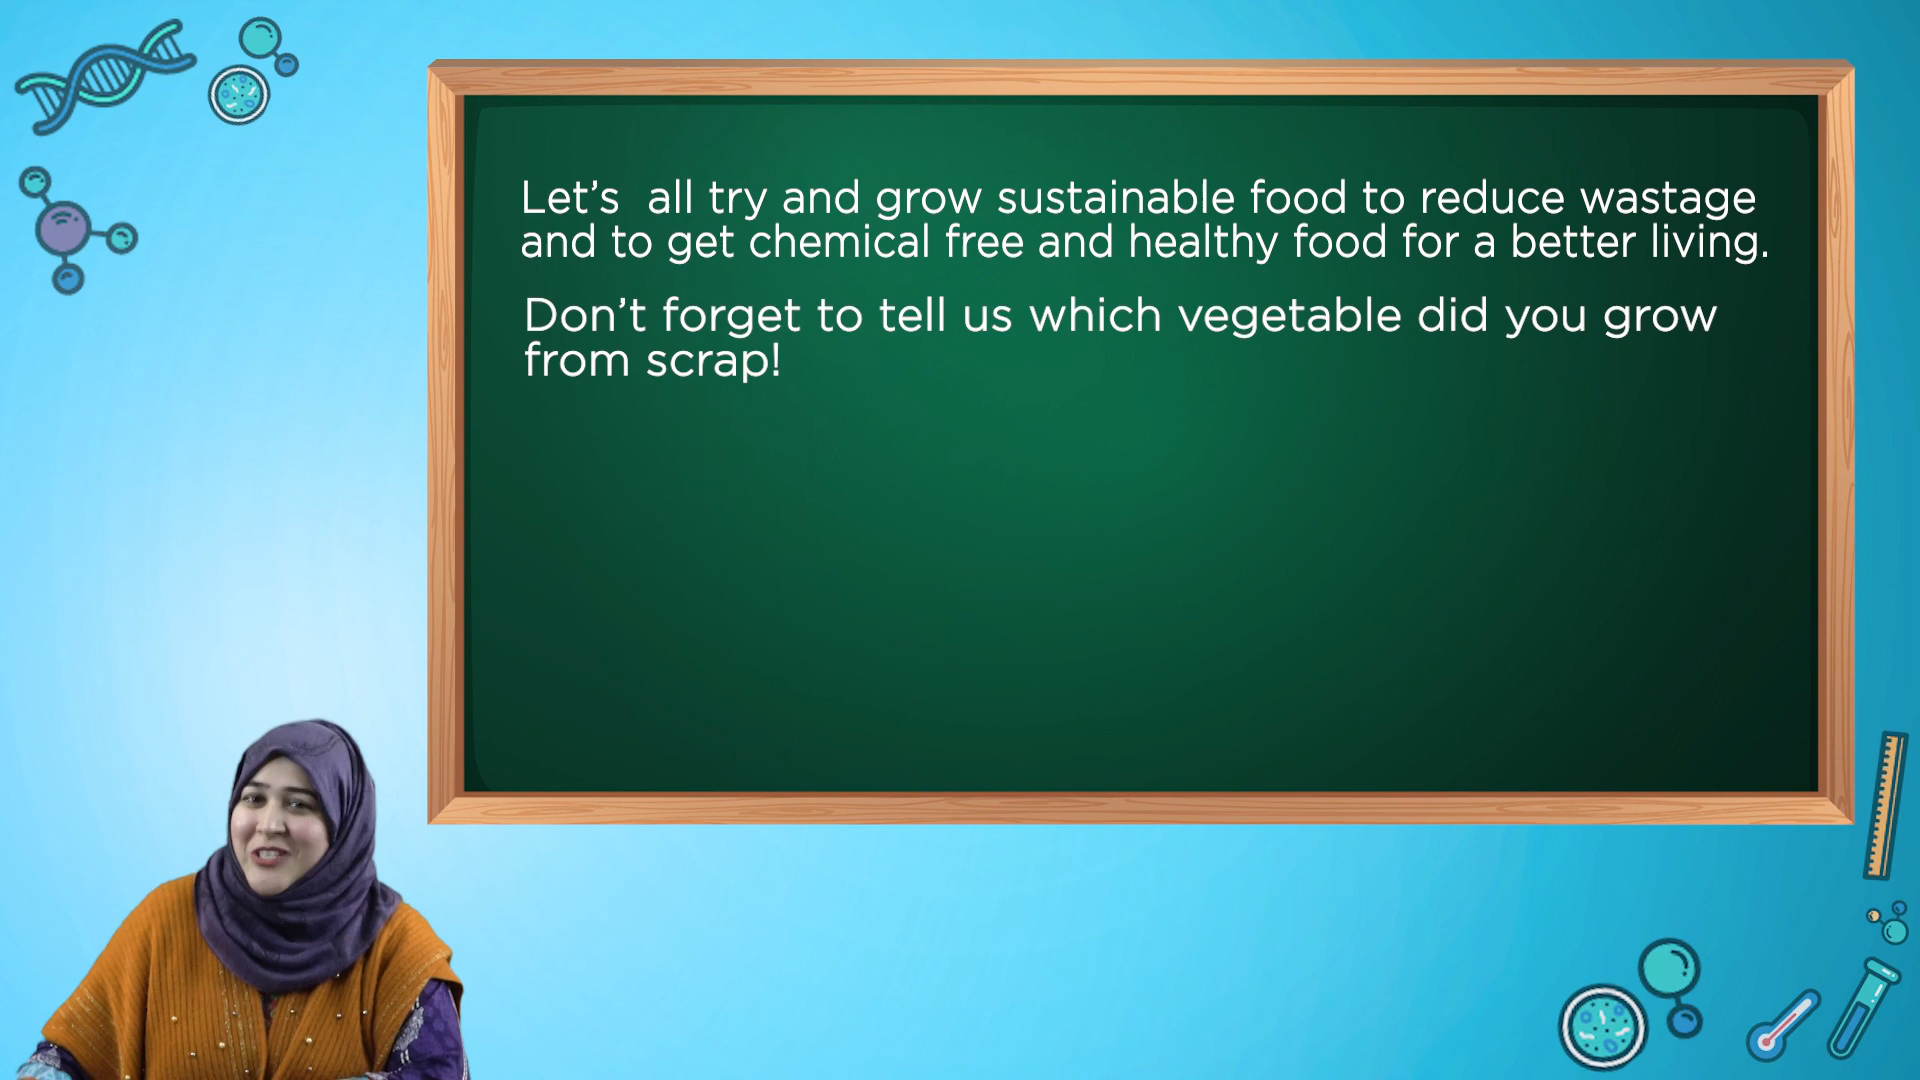 Let’s  all try and grow sustainable food to reduce wastage
and to get chemical free and healthy food for a better living.
Don’t forget to tell us which vegetable did you grow
from scrap!